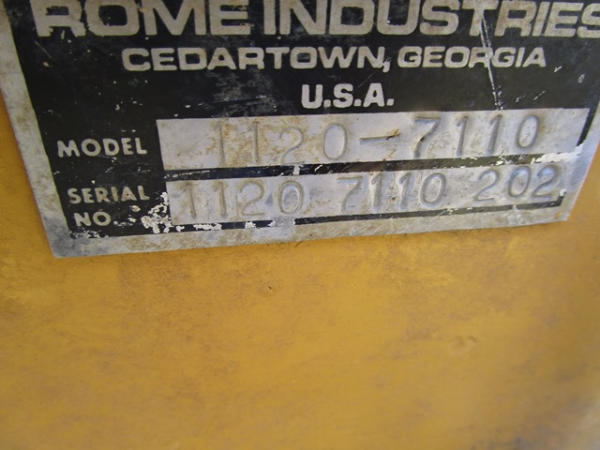 ROME INDUSTRIES
CEDARTOWN, GEORGIA
U.S.A.
MODEL 1120-7110
SERIAL NO. 1120 7110 202